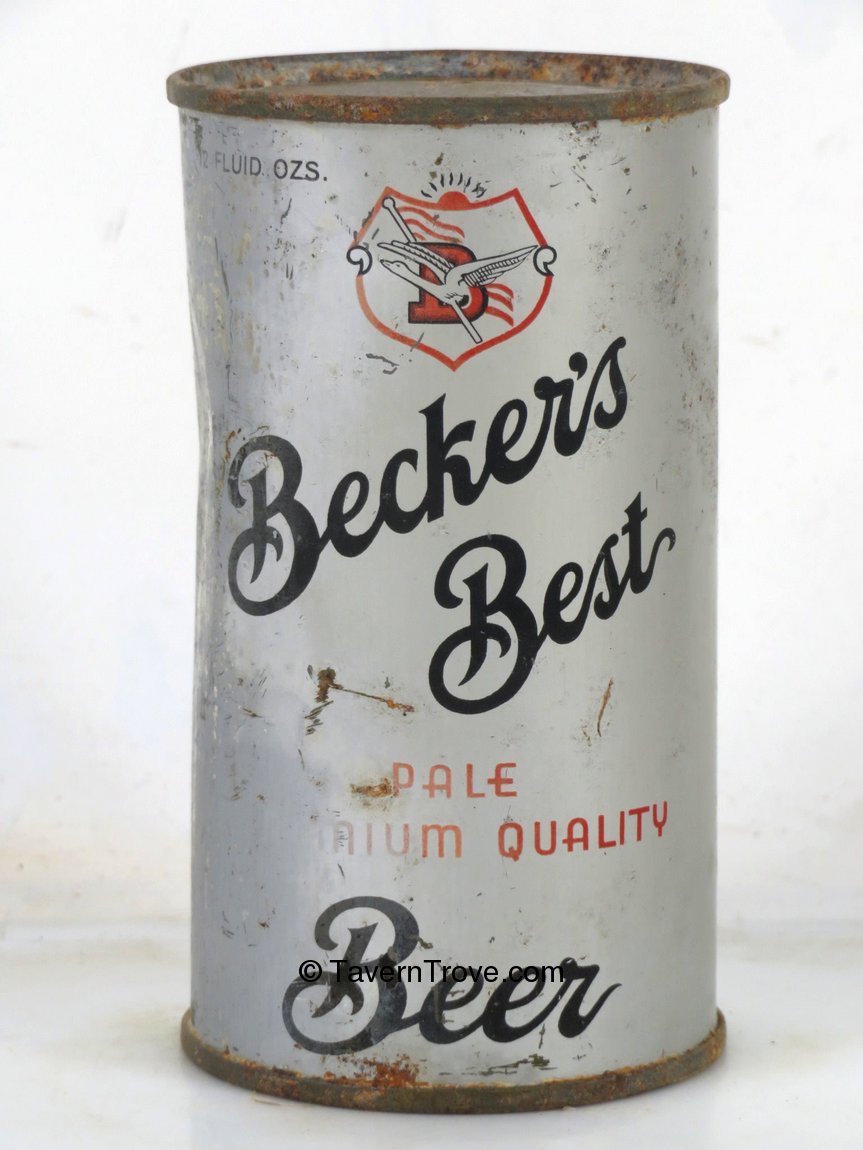 12 FLUID OZS.
B
Becker's
Best
PALE
QUALITY
© TavernTrove.com
Beer